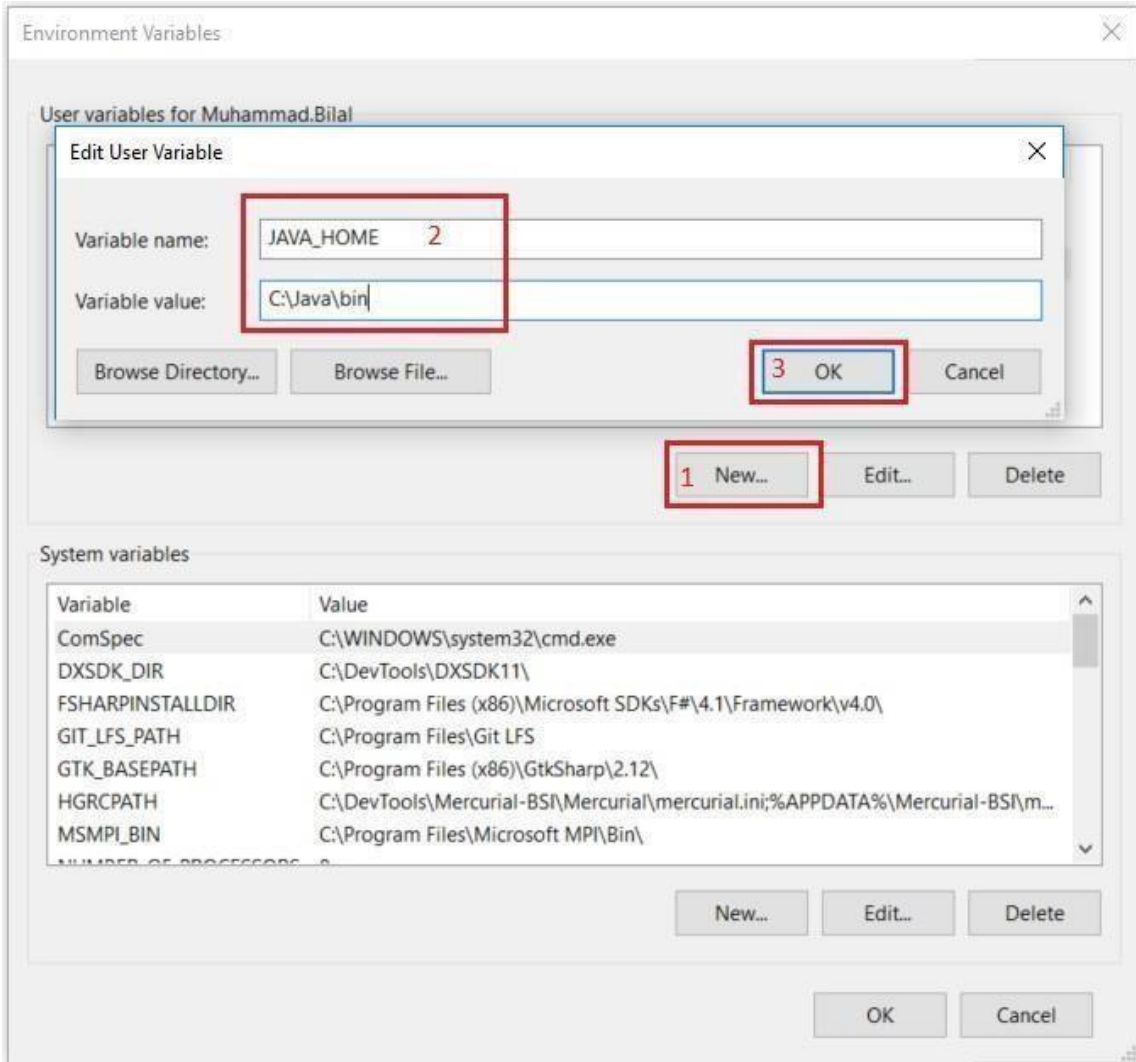 Environment Variables
User variables for Muhammad.Bilal
Edit User Variable
Variable name: JAVA_HOME 2
Variable value: C:\Java\bin
Browse Directory... Browse File... 3 OK Cancel
1 New... Edit... Delete
System variables
Variable Value
ComSpec C:\WINDOWS\system32\cmd.exe
DXSDK_DIR C:\DevTools\DXSDK11\
FSHARPINSTALLDIR C:\Program Files (x86)\Microsoft SDKs\F#\4.1\Framework\v4.0\
GIT_LFS_PATH C:\Program Files\Git LFS
GTK_BASEPATH C:\Program Files (x86)\GtkSharp\2.12\
HGRCPATH C:\DevTools\Mercurial-BSI\Mercurial\mercurial.ini;%APPDATA%\Mercurial-BSI\m...
MSMPI_BIN C:\Program Files\Microsoft MPI\Bin\
New... Edit... Delete
OK Cancel